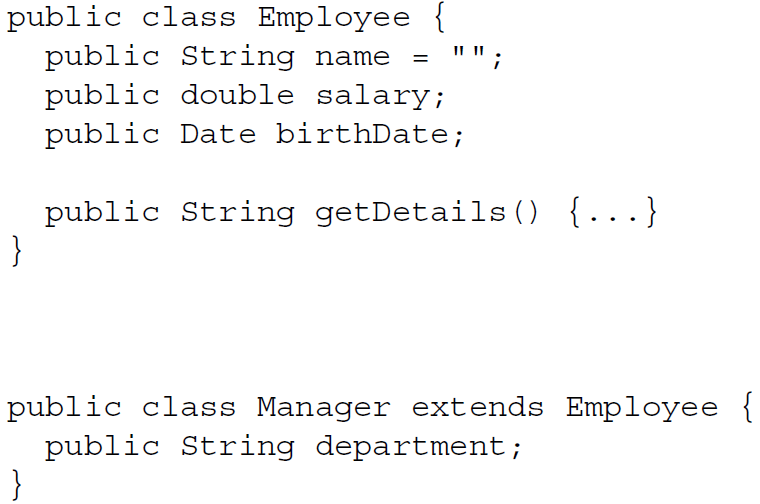 public class Employee {
  public String name = "";
  public double salary;
  public Date birthDate;
  public String getDetails() {...}
}
public class Manager extends Employee {
  public String department;
}